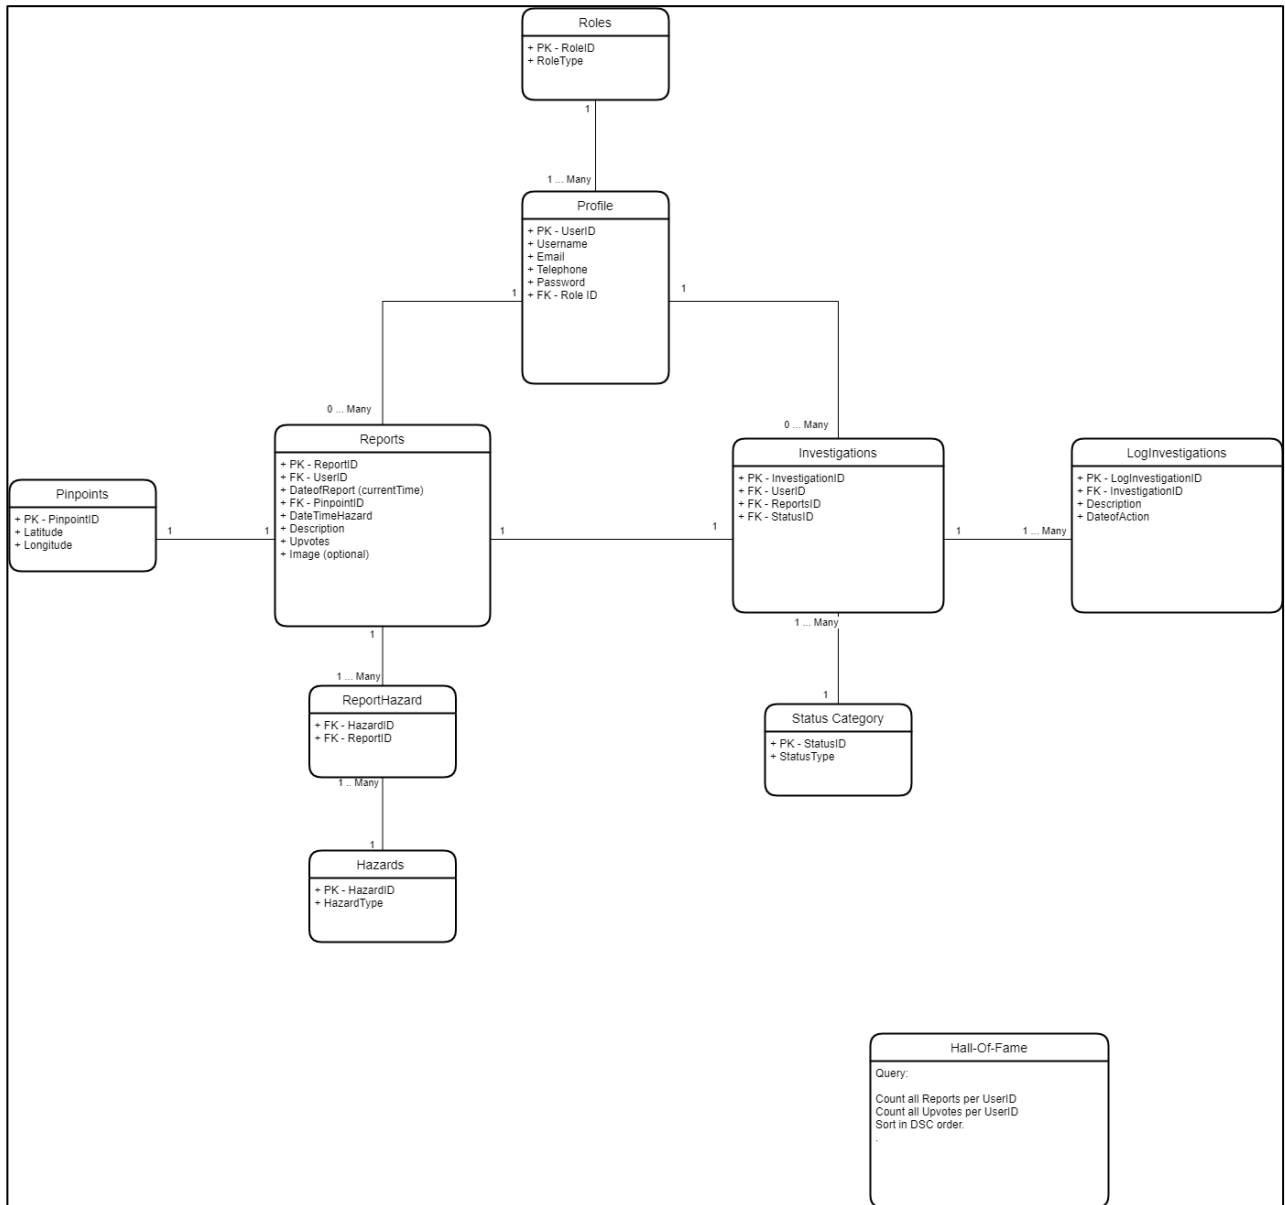 Roles
+ PK - RoleID
+ RoleType
1
1 ... Many
Profile
+ PK - UserID
+ Username
+ Email
+ Telephone
+ Password
+ FK - Role ID
1
1
0 ... Many
0 ... Many
Reports
+ PK - ReportID
+ FK - UserID
+ DateofReport (currentTime)
+ FK - PinpointID
+ DateTimeHazard
+ Description
+ Upvotes
+ Image (optional)
Investigations
+ PK - InvestigationID
+ FK - UserID
+ FK - ReportsID
+ FK - StatusID
LogInvestigations
+ PK - LogInvestigationID
+ FK - InvestigationID
+ Description
+ DateofAction
Pinpoints
+ PK - PinpointID
+ Latitude
+ Longitude
1
1
1
1
1
1 ... Many
1
1 ... Many
1 ... Many
ReportHazard
+ FK - HazardID
+ FK - ReportID
1
Status Category
+ PK - StatusID
+ StatusType
1 .. Many
1
Hazards
+ PK - HazardID
+ HazardType
Hall-Of-Fame
Query:
Count all Reports per UserID
Count all Upvotes per UserID
Sort in DSC order.
.